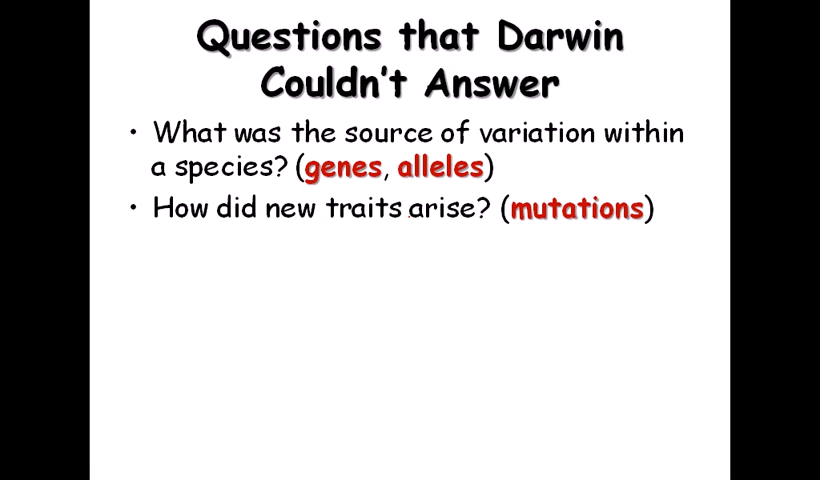 Questions that Darwin
Couldn't Answer
• What was the source of variation within
a species? (genes, alleles)
• How did new traits arise? (mutations)